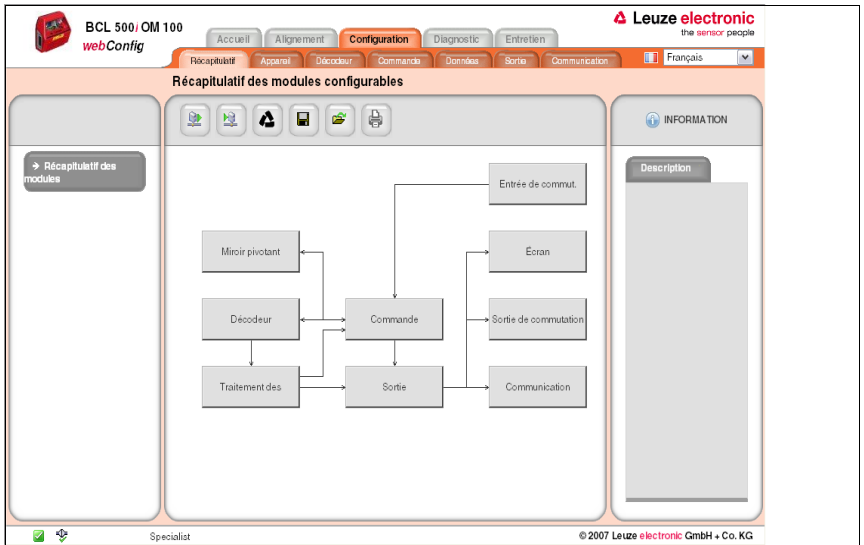 BCL 500i OM 100
webConfig
Accueil
Alignement
Configuration
Diagnostic
Entretien
Leuze electronic
the sensor people
Récapitulatif
Appareil
Décodeur
Commande
Données
Sortie
Communication
Français
Récapitulatif des modules configurables
INFORMATION
Récapitulatif des
modules
Description
Entrée de commut.
Miroir pivotant
Écran
Décodeur
Commande
Sortie de commutation
Traitement des
Sortie
Communication
Specialist
© 2007 Leuze electronic GmbH + Co. KG